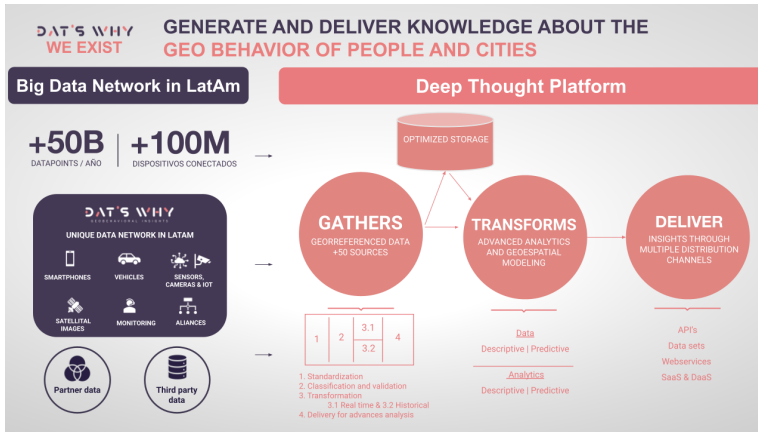 DAT'S WHY
WE EXIST
GENERATE AND DELIVER KNOWLEDGE ABOUT THE
GEO BEHAVIOR OF PEOPLE AND CITIES
Big Data Network in LatAm
Deep Thought Platform
+50B
DATAPOINTS / AÑO
+100M
DISPOSITIVOS CONECTADOS
DAT'S WHY
GEOBEHAVIORAL INSIGHTS
UNIQUE DATA NETWORK IN LATAM
SMARTPHONES
VEHICLES
SENSORS,
CAMERAS & IOT
SATELLITAL
IMAGES
MONITORING
ALIANCES
Partner data
Third party
data
OPTIMIZED STORAGE
GATHERS
GEORREFERENCED DATA
+50 SOURCES
TRANSFORMS
ADVANCED ANALYTICS
AND GEOESPATIAL
MODELING
DELIVER
INSIGHTS THROUGH
MULTIPLE DISTRIBUTION
CHANNELS
1
2
3.1
3.2
4
1. Standardization
2. Classification and validation
3. Transformation
3.1 Real time & 3.2 Historical
4. Delivery for advances analysis
Data
Descriptive | Predictive
Analytics
Descriptive | Predictive
API's
Data sets
Webservices
SaaS & DaaS